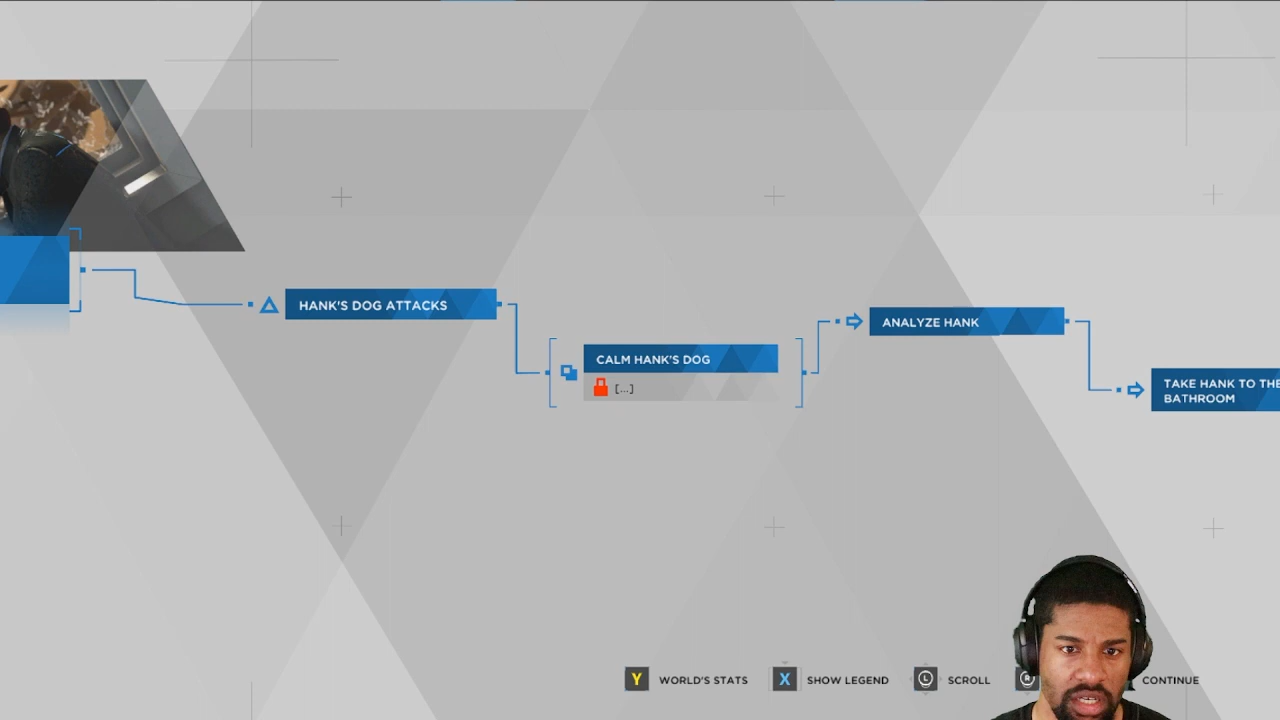 HANK'S DOG ATTACKS
CALM HANK'S DOG
[...]
ANALYZE HANK
TAKE HANK TO THE
BATHROOM
Y WORLD'S STATS
X SHOW LEGEND
L SCROLL
R
CONTINUE